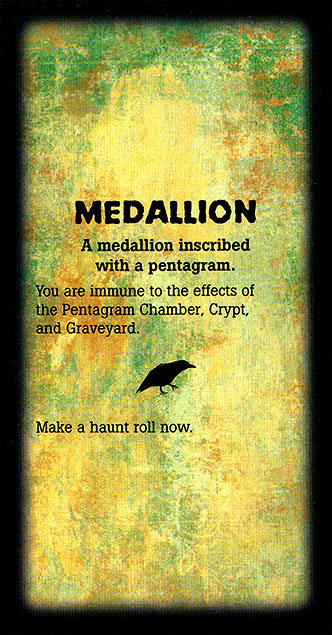 MEDALLION
A medallion inscribed
with a pentagram.
You are immune to the effects of
the Pentagram Chamber, Crypt,
and Graveyard.
Make a haunt roll now.